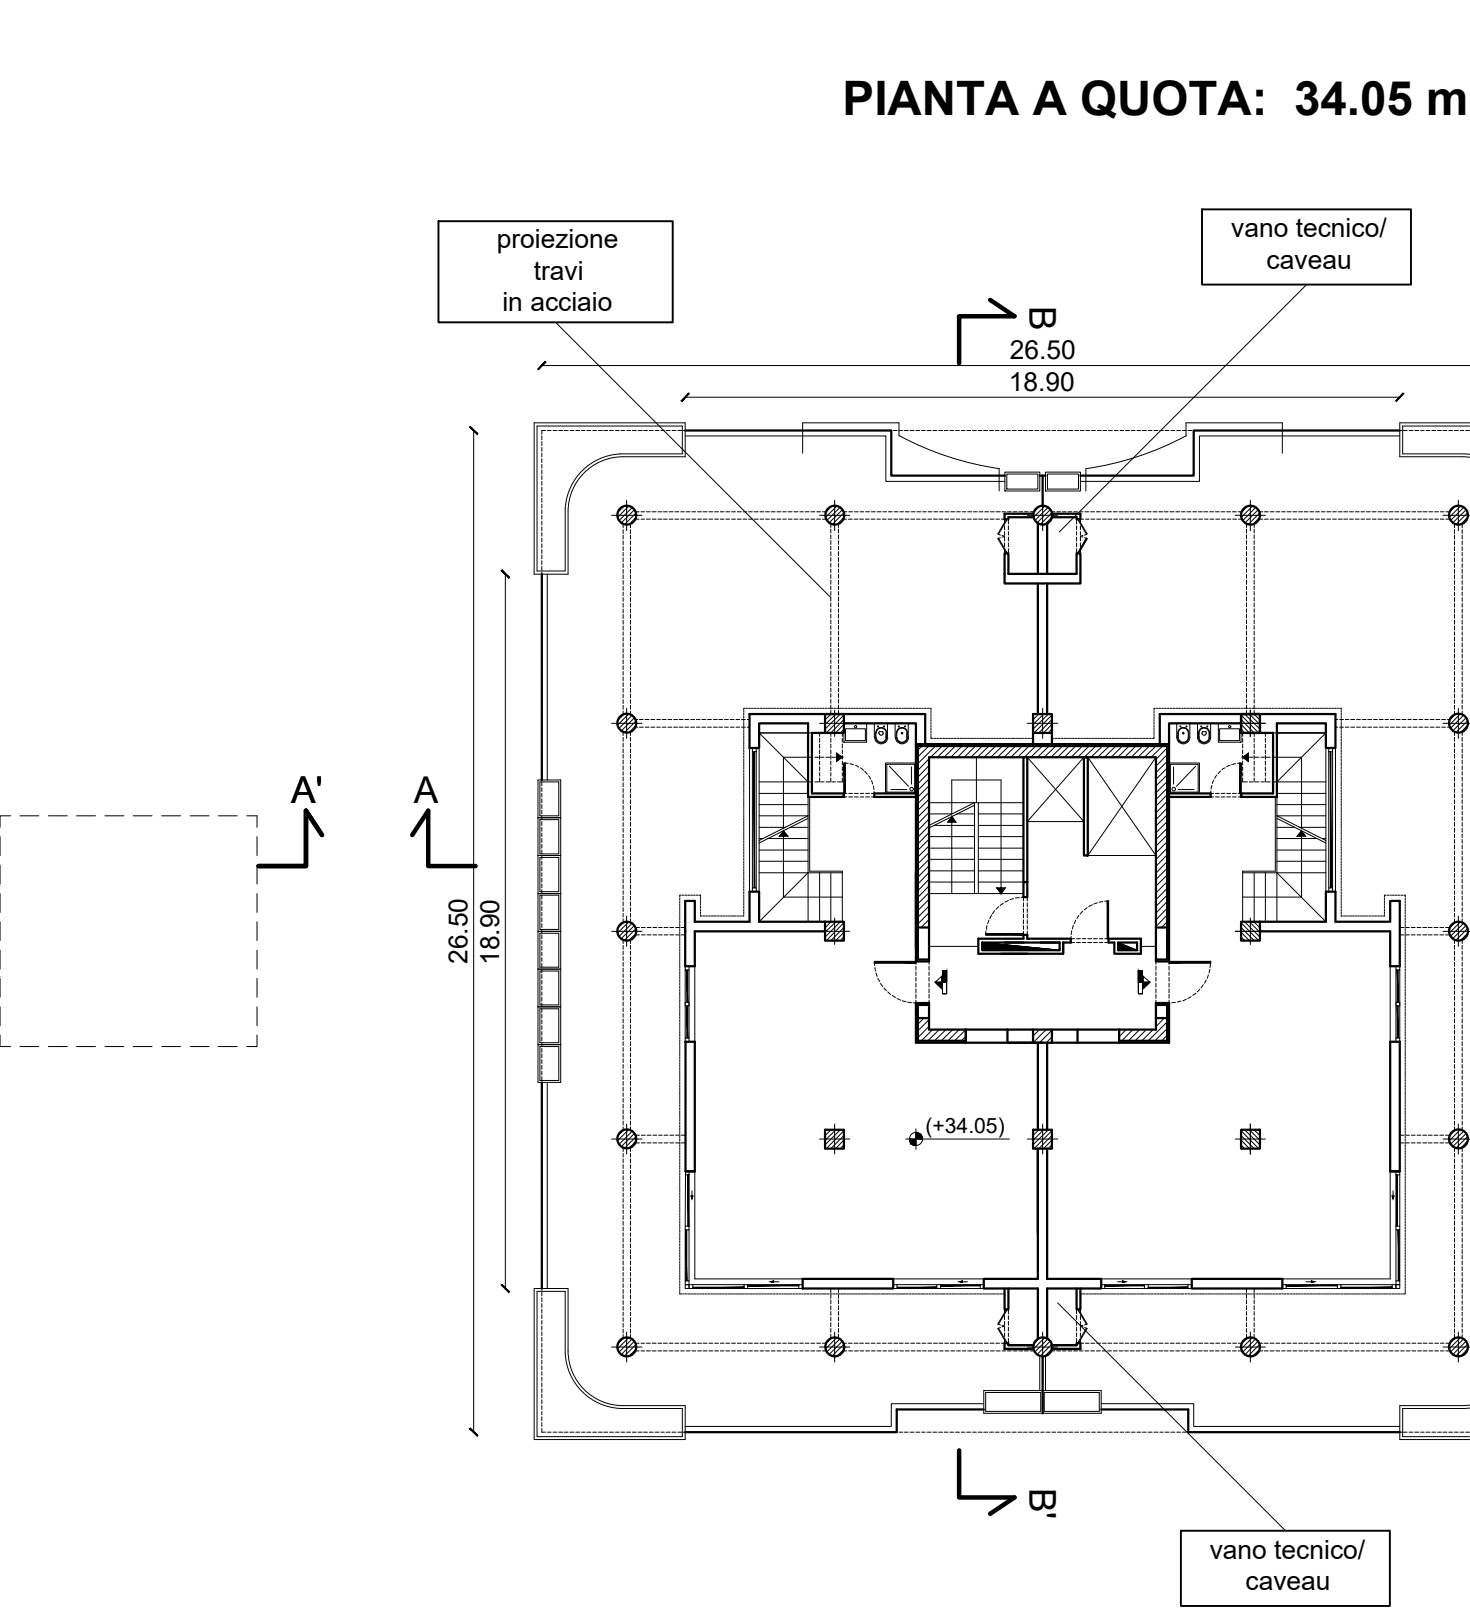 PIANTA A QUOTA: 34.05 m
proiezione
travi
in acciaio
vano tecnico/
caveau
B
26.50
18.90
A'
A
26.50
18.90
(+34.05)
B'
vano tecnico/
caveau